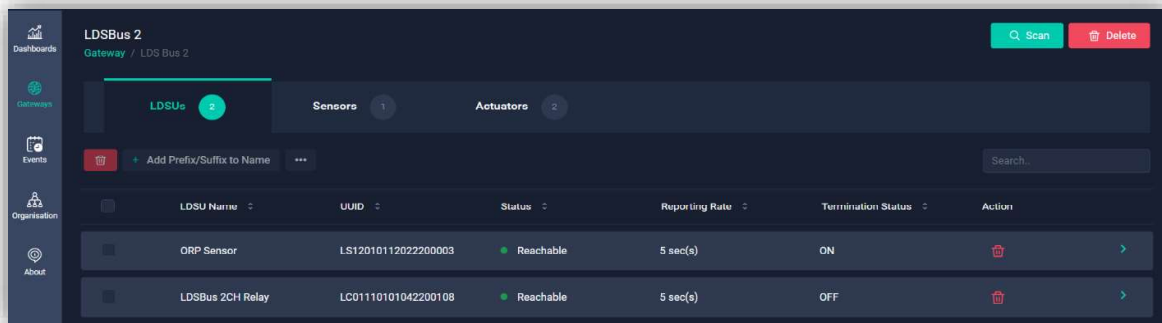 Dashboards
Gateways
Events
Organisation
About
LDSBus 2
Gateway / LDS Bus 2
Scan
Delete
LDSUs 2
Sensors 1
Actuators 2
+ Add Prefix/Suffix to Name
Search..
LDSU Name UUID Status Reporting Rate Termination Status Action
ORP Sensor LS12010112022200003 Reachable 5 sec(s) ON
LDSBus 2CH Relay LC01110101042200108 Reachable 5 sec(s) OFF